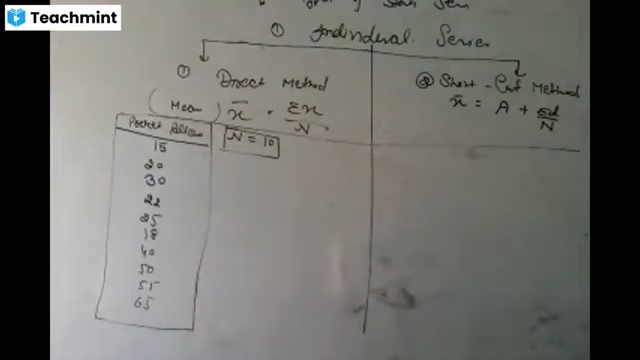 Teachmint
① Individual Series
① Direct Method
(Mean) x̄ = Σx/N
Pocket Allow
N = 10
15
20
30
22
25
18
40
50
55
65
② Short-Cut Method
x̄ = A + Σd/N